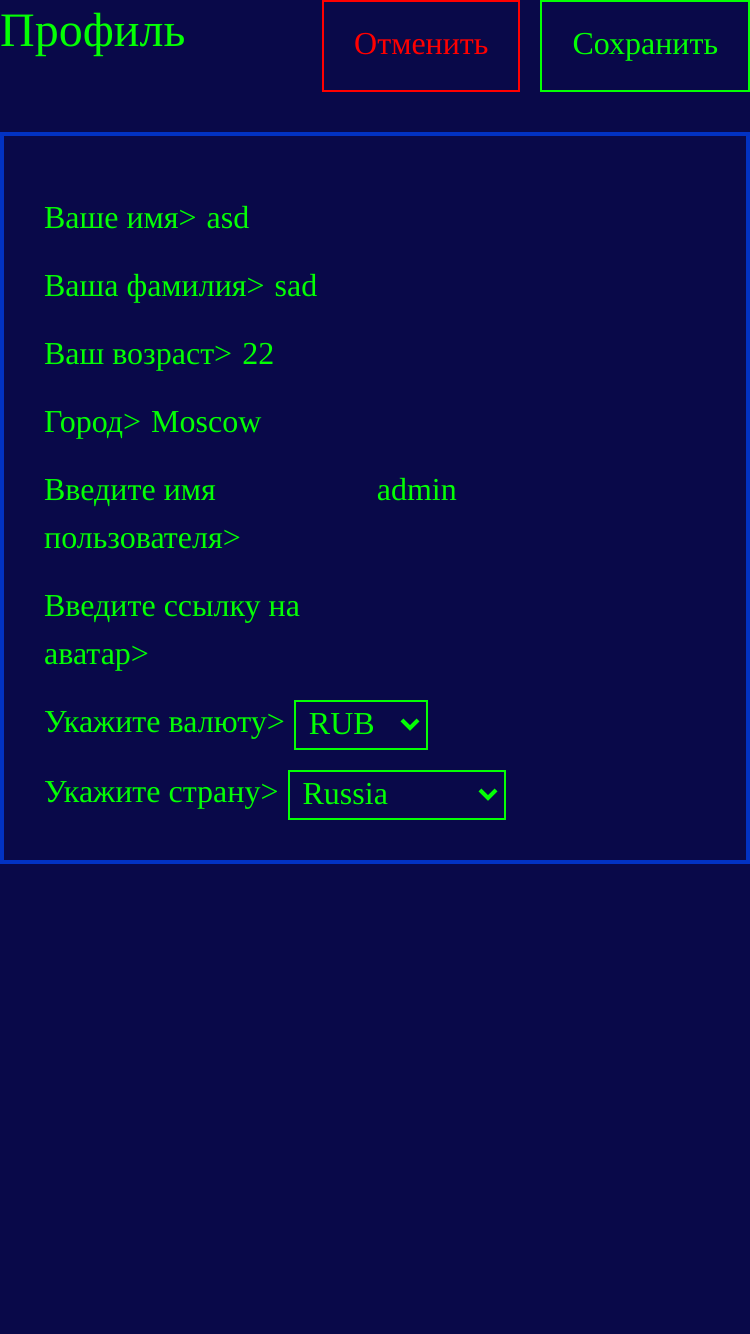 Профиль Отменить Сохранить
Ваше имя> asd
Ваша фамилия> sad
Ваш возраст> 22
Город> Moscow
Введите имя admin
пользователя>
Введите ссылку на
аватар>
Укажите валюту> RUB
Укажите страну> Russia